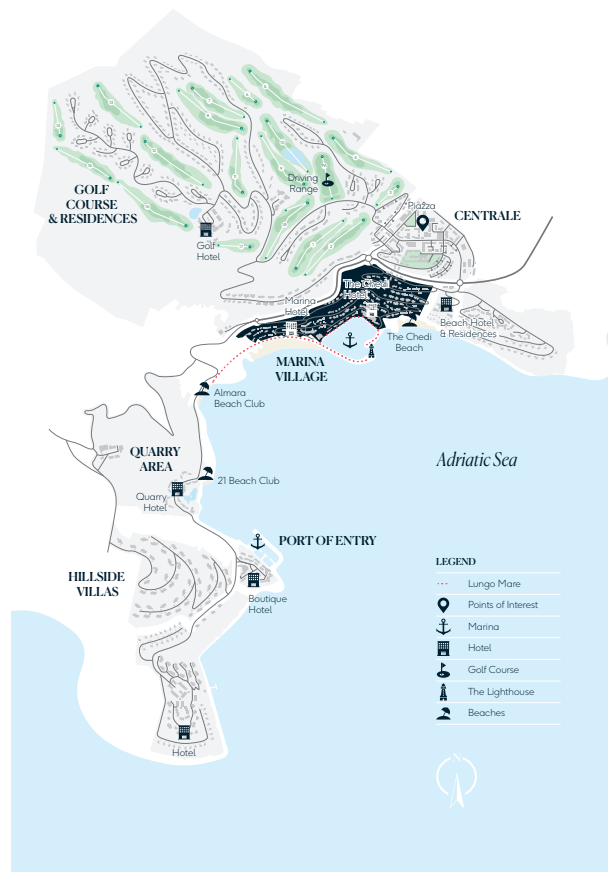 Driving
Range
GOLF
COURSE
& RESIDENCES
Piazza
CENTRALE
Golf
Hotel
The Chedi
Hotel
Marina
Hotel
Beach Hotel
& Residences
The Chedi
Beach
MARINA
VILLAGE
Almara
Beach Club
QUARRY
AREA
Adriatic Sea
21 Beach Club
Quarry
Hotel
PORT OF ENTRY
HILLSIDE
VILLAS
Boutique
Hotel
Hotel
LEGEND
Lungo Mare
Points of Interest
Marina
Hotel
Golf Course
The Lighthouse
Beaches
N